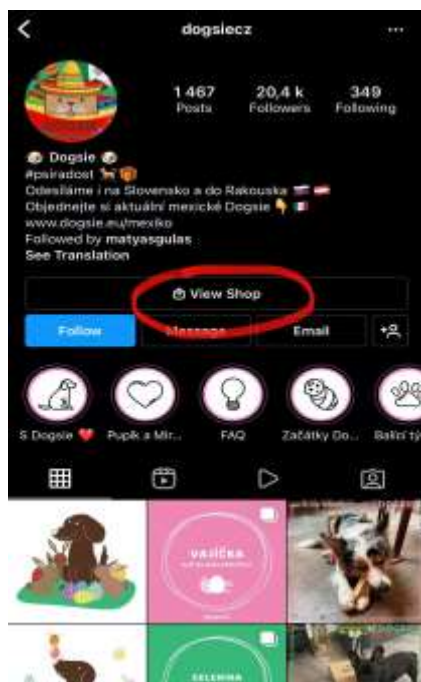 dogsiecz
1 467 20,4 k 349
Posts Followers Following
Dogsie
#psiradost
Odesíláme i na Slovensko a do Rakouska
Objednejte si aktuální mexické Dogsie
www.dogsie.eu/mexiko
Followed by matyasgulas
See Translation
View Shop
Follow Message Email
S Dogsie Pupík a Mír... FAQ Začátky Do... Balicí tý
VAJÍČKA
ZELENINA